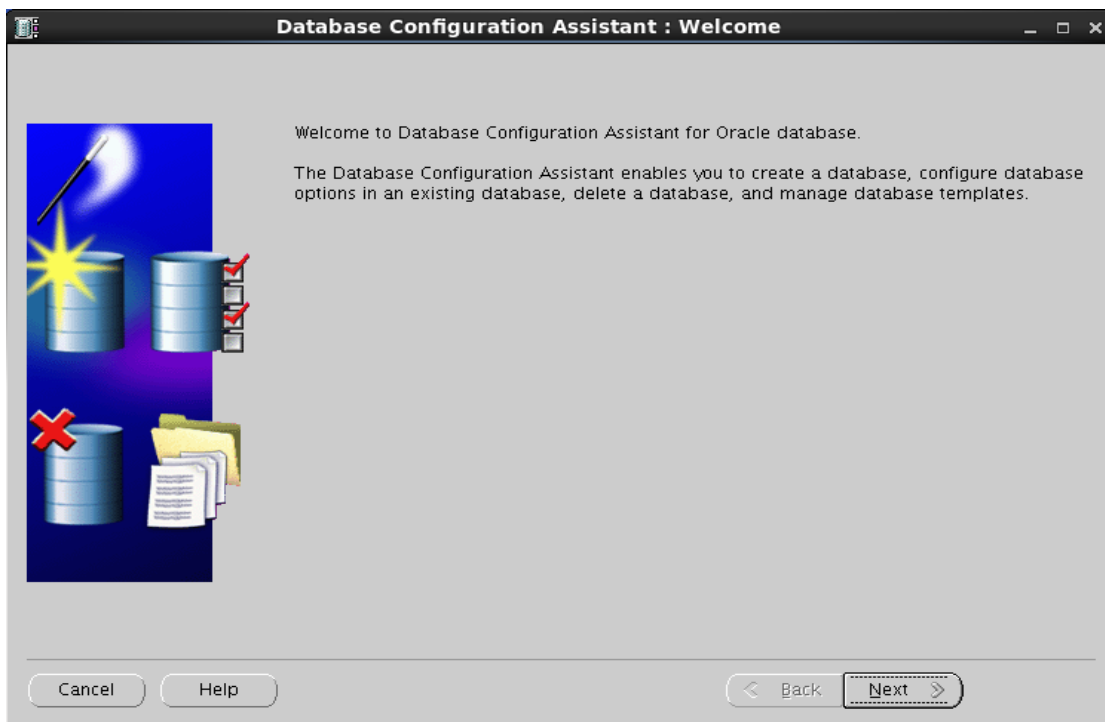 Database Configuration Assistant : Welcome
Welcome to Database Configuration Assistant for Oracle database.
The Database Configuration Assistant enables you to create a database, configure database
options in an existing database, delete a database, and manage database templates.
Cancel
Help
Back
Next